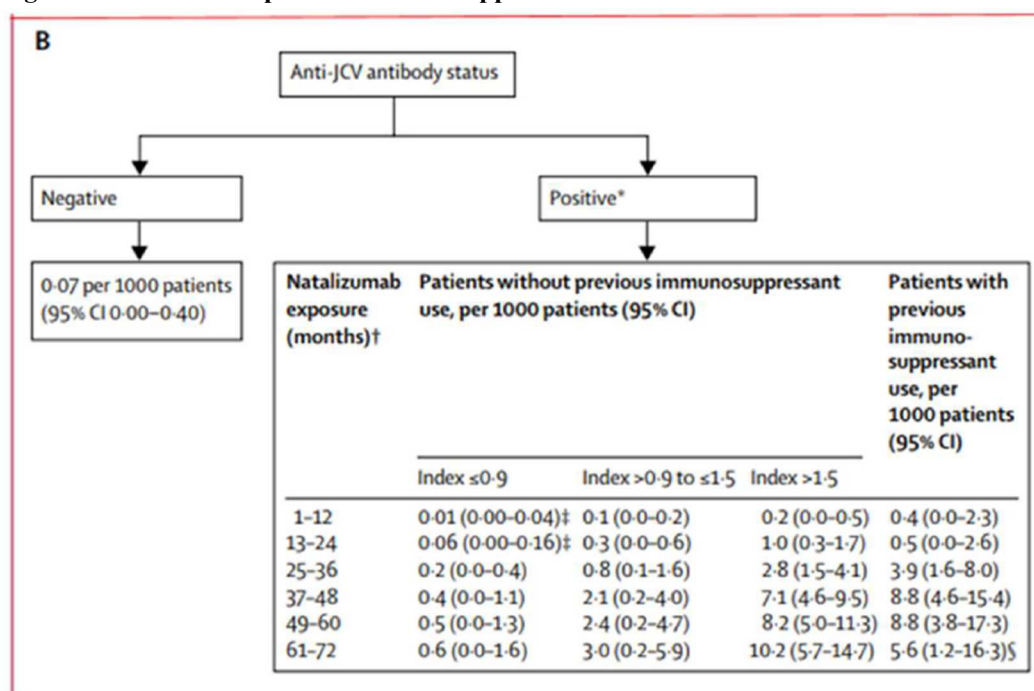 B
Anti-JCV antibody status
Negative
Positive*
0·07 per 1000 patients
(95% CI 0·00–0·40)
Natalizumab
exposure
(months)†
Patients without previous immunosuppressant
use, per 1000 patients (95% CI)
Patients with
previous
immuno-
suppressant
use, per
1000 patients
(95% CI)
Index ≤0·9 Index >0·9 to ≤1·5 Index >1·5
1–12 0·01 (0·00–0·04)‡ 0·1 (0·0–0·2) 0·2 (0·0–0·5) 0·4 (0·0–2·3)
13–24 0·06 (0·00–0·16)‡ 0·3 (0·0–0·6) 1·0 (0·3–1·7) 0·5 (0·0–2·6)
25–36 0·2 (0·0–0·4) 0·8 (0·1–1·6) 2·8 (1·5–4·1) 3·9 (1·6–8·0)
37–48 0·4 (0·0–1·1) 2·1 (0·2–4·0) 7·1 (4·6–9·5) 8·8 (4·6–15·4)
49–60 0·5 (0·0–1·3) 2·4 (0·2–4·7) 8·2 (5·0–11·3) 8·8 (3·8–17·3)
61–72 0·6 (0·0–1·6) 3·0 (0·2–5·9) 10·2 (5·7–14·7) 5·6 (1·2–16·3)§